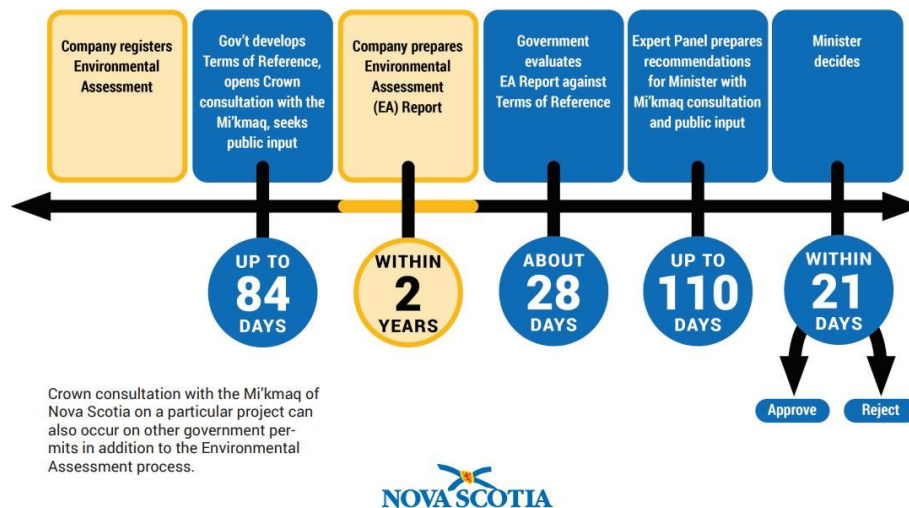 Company registers
Environmental
Assessment
Gov't develops
Terms of Reference,
opens Crown
consultation with the
Mi'kmaq, seeks
public input
Company prepares
Environmental
Assessment
(EA) Report
Government
evaluates
EA Report against
Terms of Reference
Expert Panel prepares
recommendations
for Minister with
Mi'kmaq consultation
and public input
Minister
decides
UP TO
84
DAYS
WITHIN
2
YEARS
ABOUT
28
DAYS
UP TO
110
DAYS
WITHIN
21
DAYS
Approve
Reject
Crown consultation with the Mi'kmaq of
Nova Scotia on a particular project can
also occur on other government per-
mits in addition to the Environmental
Assessment process.
NOVA SCOTIA